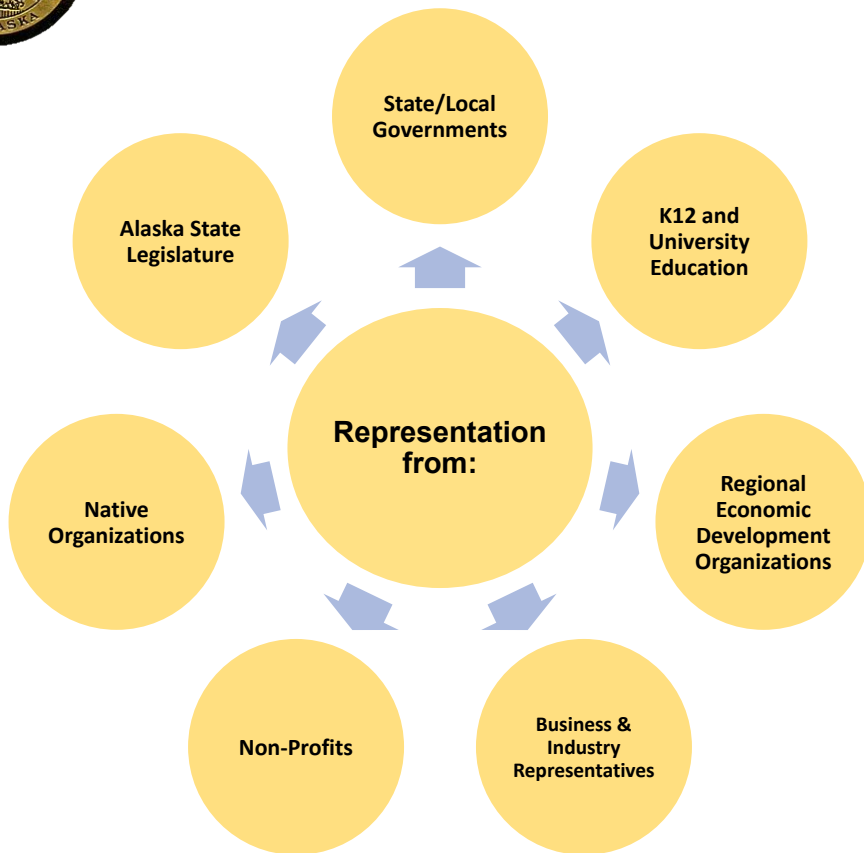 ASKA
State/Local
Governments
Alaska State
Legislature
K12 and
University
Education
Representation
from:
Native
Organizations
Regional
Economic
Development
Organizations
Non-Profits
Business &
Industry
Representatives